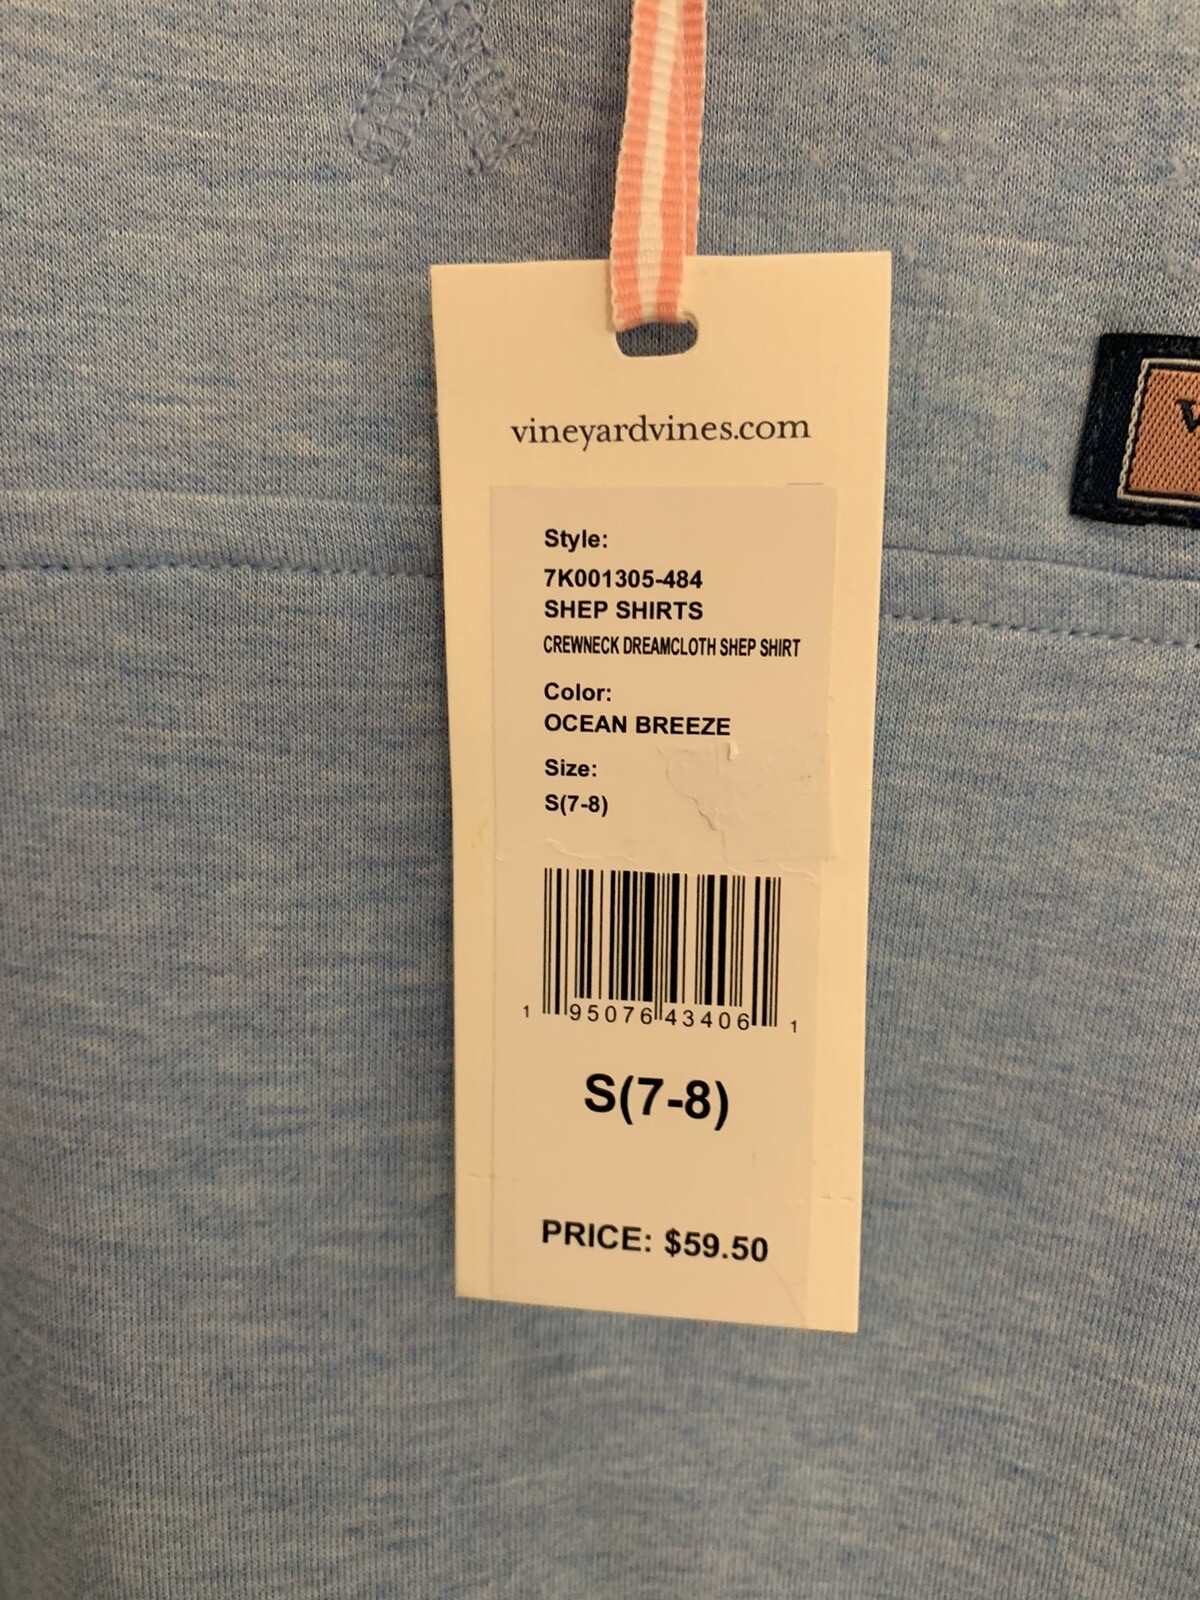 vineyardvines.com
Style:
7K001305-484
SHEP SHIRTS
CREWNECK DREAMCLOTH SHEP SHIRT
Color:
OCEAN BREEZE
Size:
S(7-8)
1 95076 43406 1
S(7-8)
PRICE: $59.50